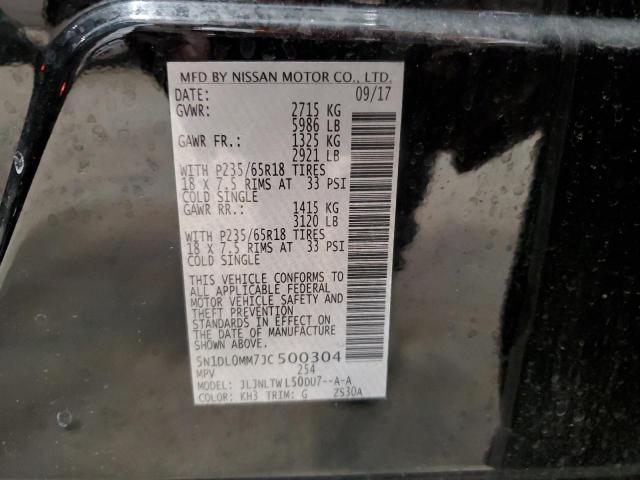 MFD BY NISSAN MOTOR CO., LTD.
DATE: 09/17
GVWR: 2715 KG
5986 LB
GAWR FR.: 1325 KG
2921 LB
WITH P235/65R18 TIRES
18 X 7.5 RIMS AT 33 PSI
COLD SINGLE
GAWR RR.: 1415 KG
3120 LB
WITH P235/65R18 TIRES
18 X 7.5 RIMS AT 33 PSI
COLD SINGLE
THIS VEHICLE CONFORMS TO
ALL APPLICABLE FEDERAL
MOTOR VEHICLE SAFETY AND
THEFT PREVENTION
STANDARDS IN EFFECT ON
THE DATE OF MANUFACTURE
SHOWN ABOVE.
5N1DL0MM7JC500304
MPV 254
MODEL: JLJNLTWL50DU7--A-A
COLOR: KH3 TRIM: G ZS30A